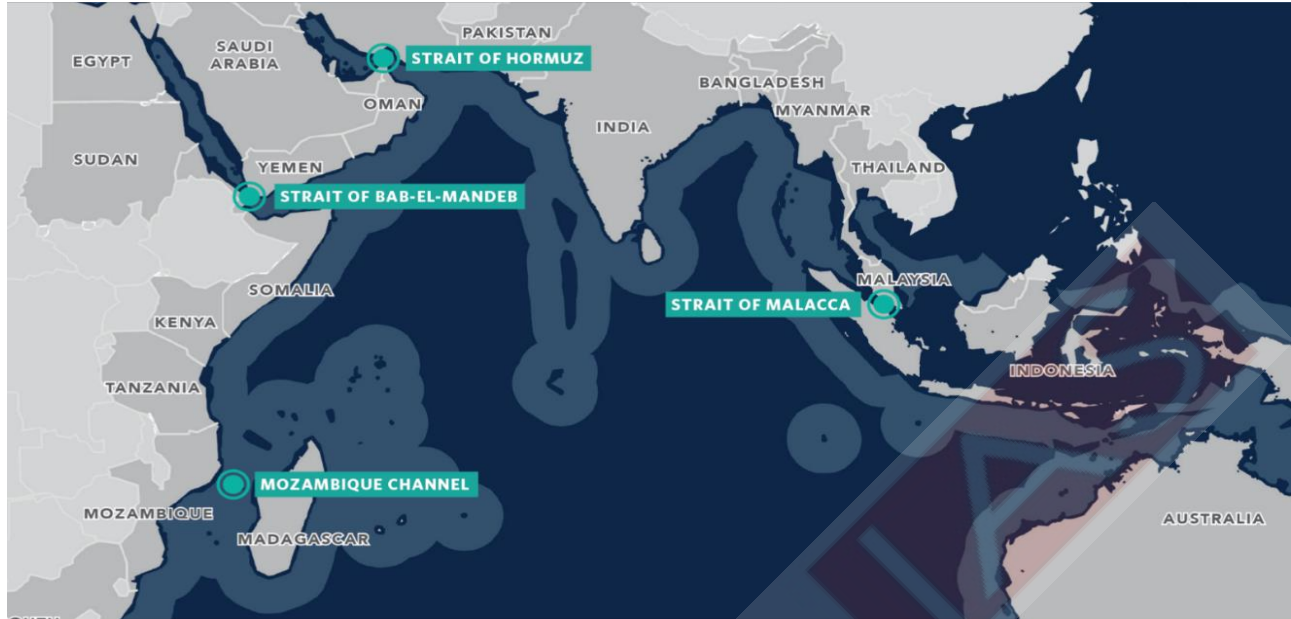 PAKISTAN
SAUDI
ARABIA
EGYPT
STRAIT OF HORMUZ
BANGLADESH
OMAN
MYANMAR
INDIA
SUDAN
YEMEN
THAILAND
STRAIT OF BAB-EL-MANDEB
SOMALIA
MALAYSIA
STRAIT OF MALACCA
KENYA
INDONESIA
TANZANIA
MOZAMBIQUE CHANNEL
MOZAMBIQUE
MADAGASCAR
AUSTRALIA